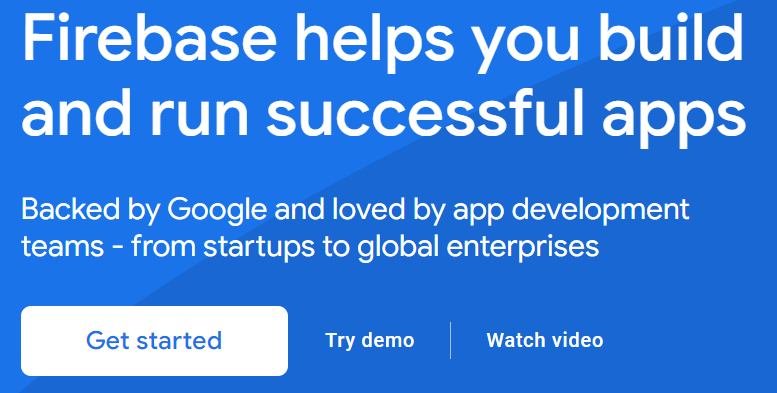 Firebase helps you build
and run successful apps
Backed by Google and loved by app development
teams - from startups to global enterprises
Get started
Try demo
Watch video